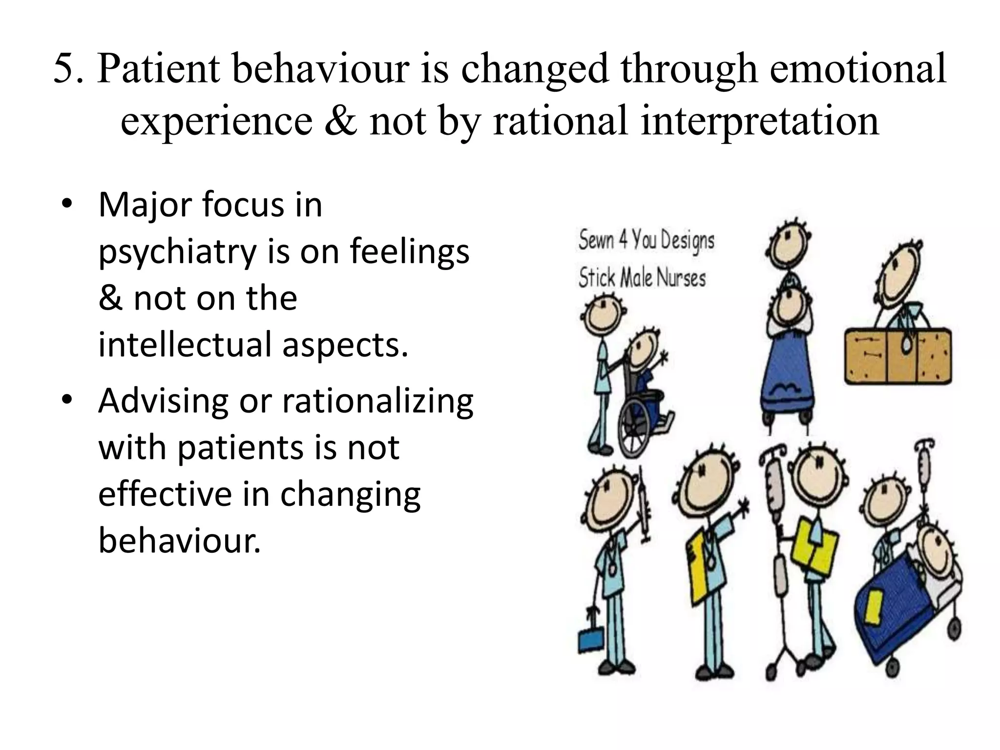 5. Patient behaviour is changed through emotional
experience & not by rational interpretation
• Major focus in
psychiatry is on feelings
& not on the
intellectual aspects.
• Advising or rationalizing
with patients is not
effective in changing
behaviour.
Sewn 4 You Designs
Stick Male Nurses